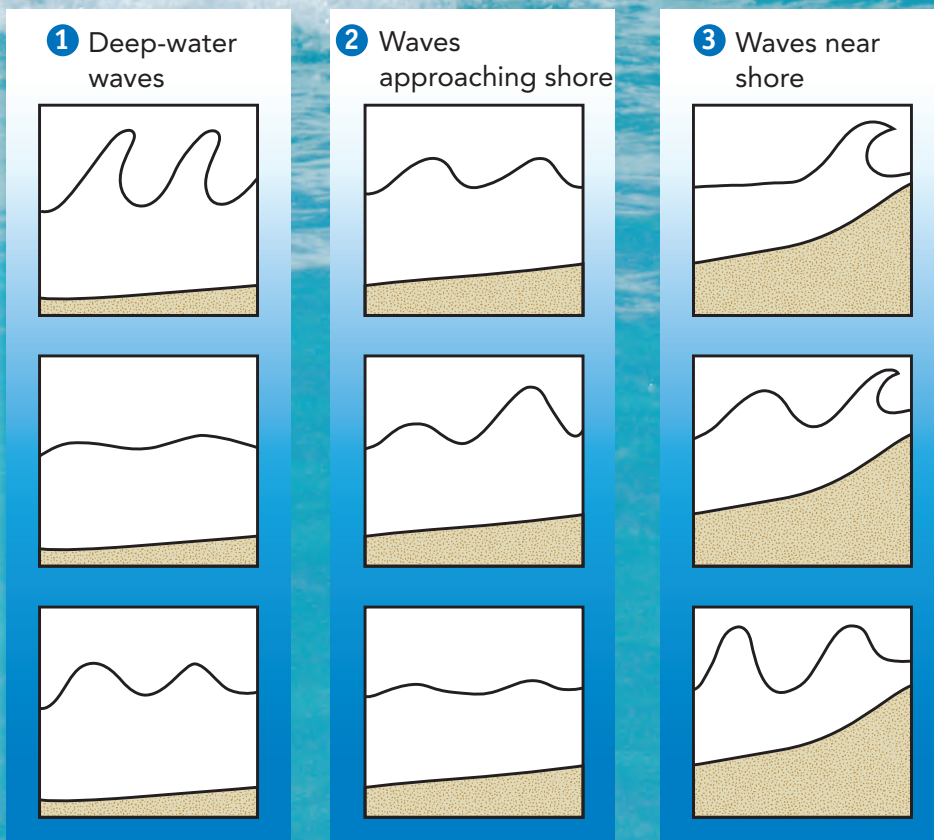 1 Deep-water
waves
2 Waves
approaching shore
3 Waves near
shore